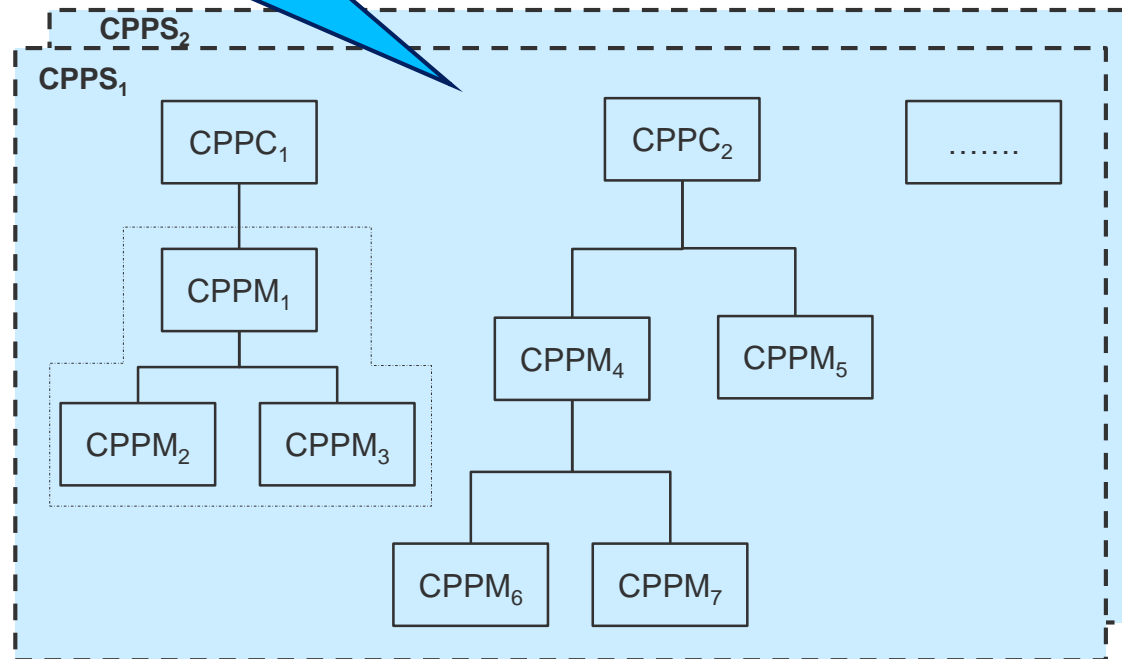 CPPS₂
CPPS₁
CPPC₁
CPPC₂
.......
CPPM₁
CPPM₄
CPPM₅
CPPM₂
CPPM₃
CPPM₆
CPPM₇